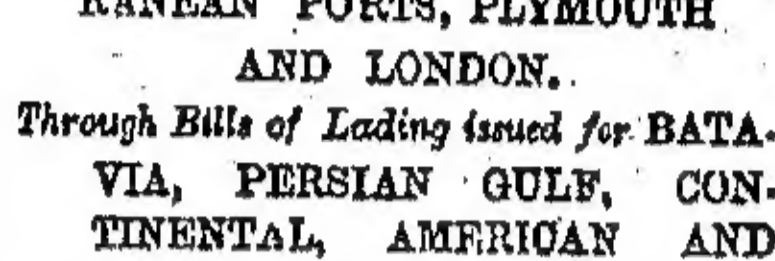 RANEAN PORTS, PLYMOUTH
AND LONDON.
Through Bills of Lading issued for BATA-
VIA, PERSIAN GULF, CON-
TINENTAL, AMERICAN AND